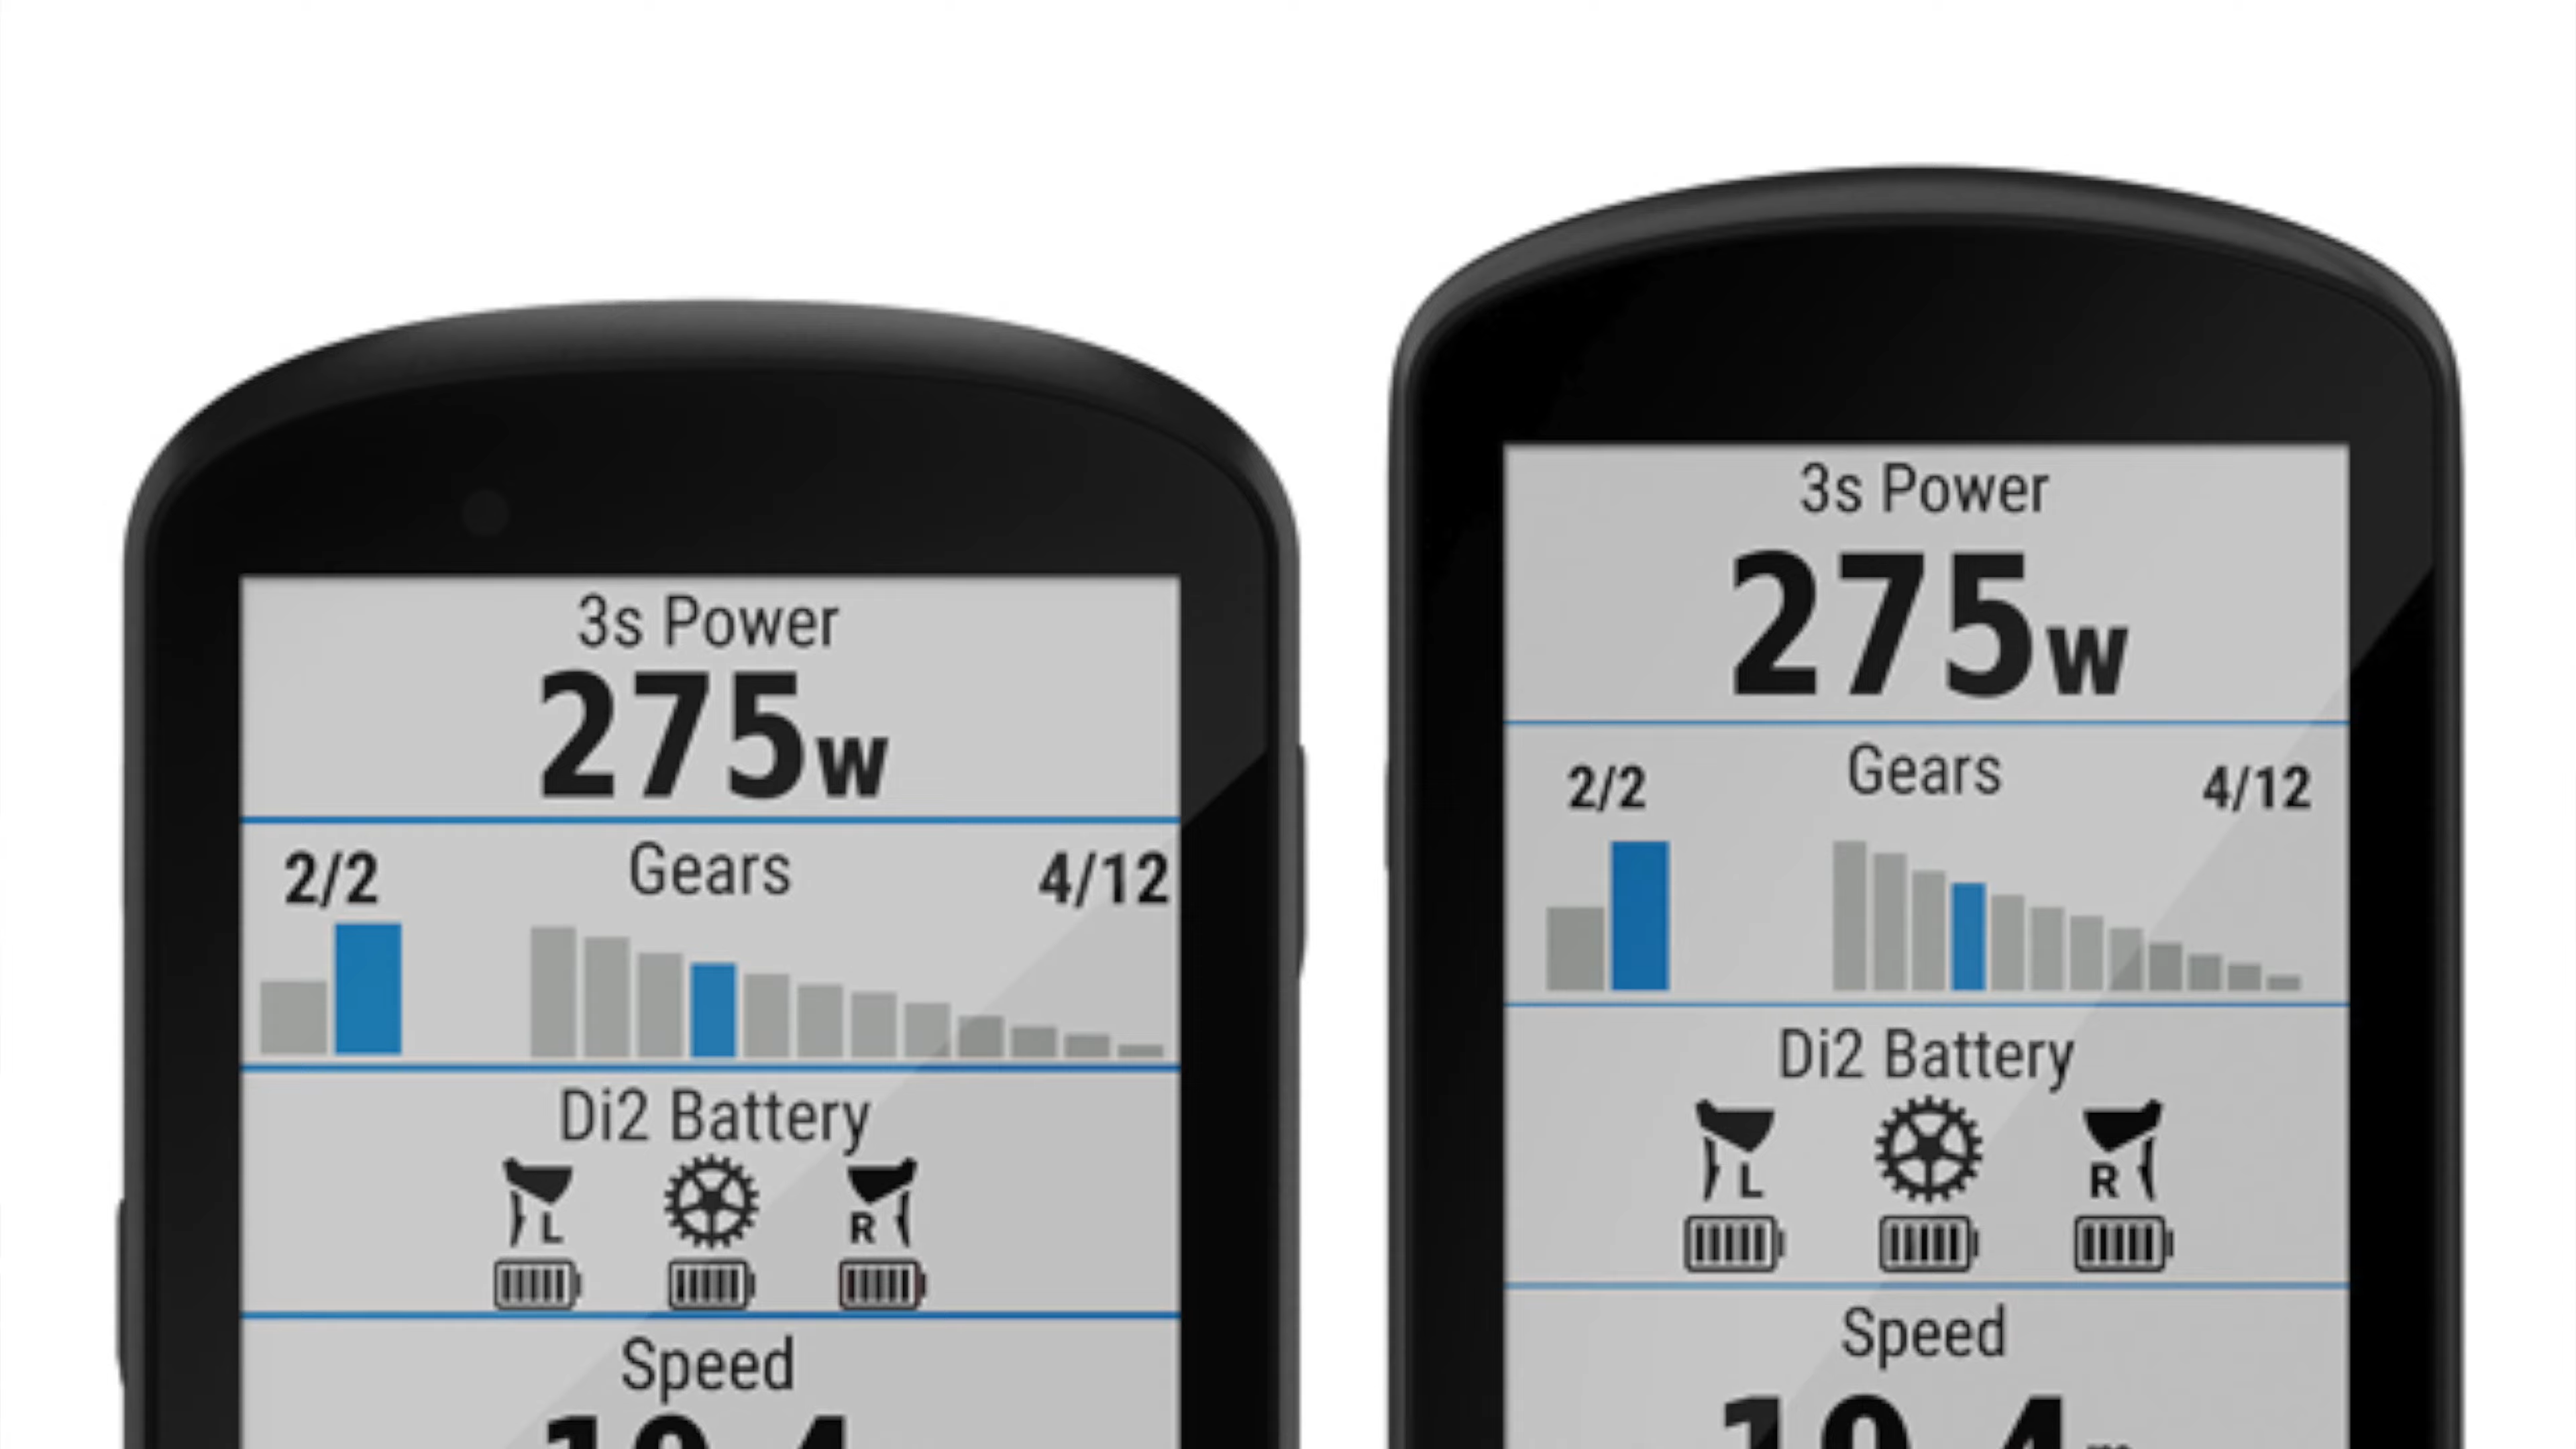 3s Power
275w
2/2 Gears 4/12
Di2 Battery
L R
Speed
3s Power
275w
2/2 Gears 4/12
Di2 Battery
L R
Speed